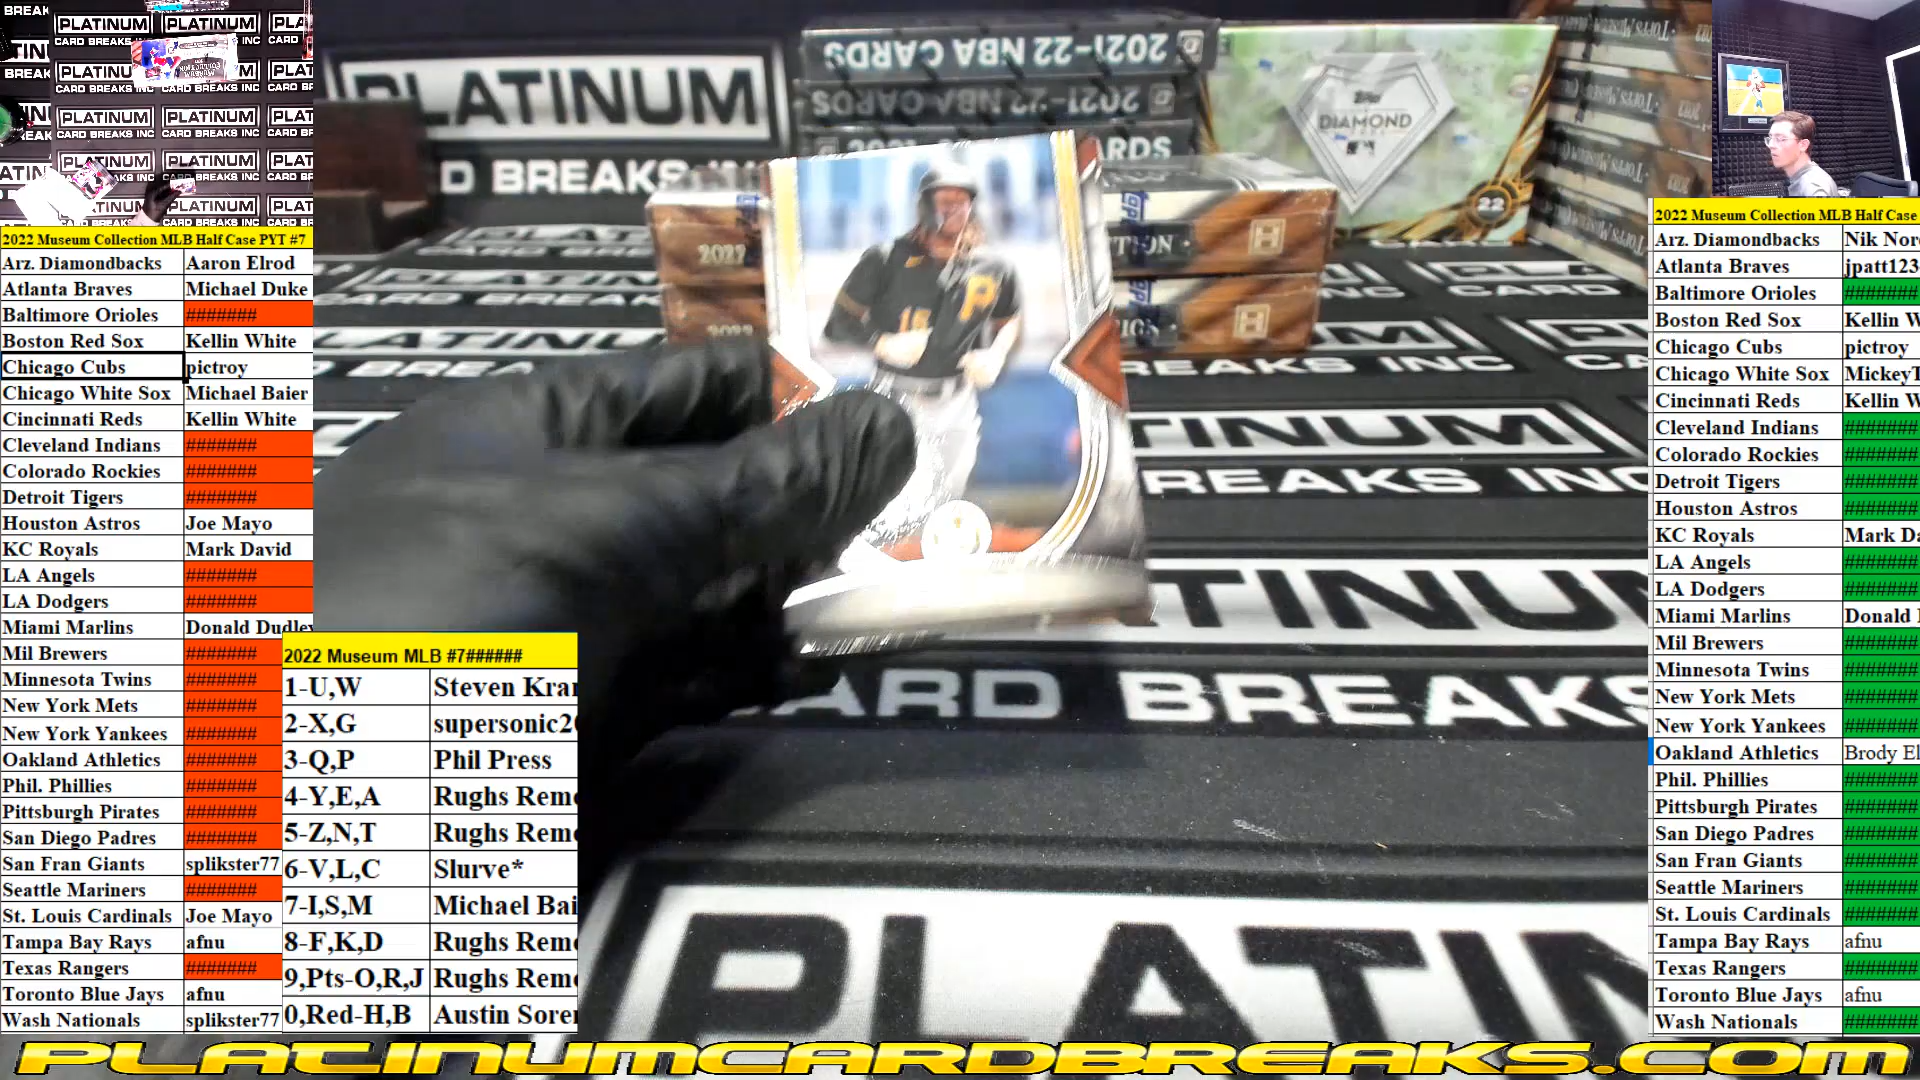 2022 Museum Collection MLB Half Case PYT #7
Arz. Diamondbacks Aaron Elrod
Atlanta Braves Michael Duke
Baltimore Orioles #######
Boston Red Sox Kellin White
Chicago Cubs pictroy
Chicago White Sox Michael Baier
Cincinnati Reds Kellin White
Cleveland Indians #######
Colorado Rockies #######
Detroit Tigers #######
Houston Astros Joe Mayo
KC Royals Mark David
LA Angels #######
LA Dodgers #######
Miami Marlins Donald Dudley
Mil Brewers #######
Minnesota Twins #######
New York Mets #######
New York Yankees #######
Oakland Athletics #######
Phil. Phillies #######
Pittsburgh Pirates #######
San Diego Padres #######
San Fran Giants splikster77
Seattle Mariners #######
St. Louis Cardinals Joe Mayo
Tampa Bay Rays afnu
Texas Rangers #######
Toronto Blue Jays afnu
Wash Nationals splikster77
2022 Museum MLB #7######
1-U,W Steven
2-X,G
3-Q,P Phil Press
4-Y,E,A Rughs
5-Z,N,T Rughs
6-V,L,C Slurve*
7-I,S,M Michael
8-F,K,D Rughs
9,Pts-O,R,J Rughs
0,Red-H,B Austin
PLATINUM
CARD BREAKS INC
2021-22 NBA CARDS
2021-22 NBA CARDS
topps
DIAMOND
22
16
P
PLATINUM
CARD BREAKS
2022 Museum Collection MLB Half Case
Arz. Diamondbacks Nik
Atlanta Braves jpatt123
Baltimore Orioles #######
Boston Red Sox Kellin
Chicago Cubs pictroy
Chicago White Sox
Cincinnati Reds Kellin
Cleveland Indians #######
Colorado Rockies #######
Detroit Tigers #######
Houston Astros #######
KC Royals Mark
LA Angels #######
LA Dodgers #######
Miami Marlins Donald
Mil Brewers #######
Minnesota Twins #######
New York Mets #######
New York Yankees #######
Oakland Athletics Brody
Phil. Phillies #######
Pittsburgh Pirates #######
San Diego Padres #######
San Fran Giants #######
Seattle Mariners #######
St. Louis Cardinals #######
Tampa Bay Rays afnu
Texas Rangers #######
Toronto Blue Jays afnu
Wash Nationals #######
PLATINUMCARDBREAKS.COM